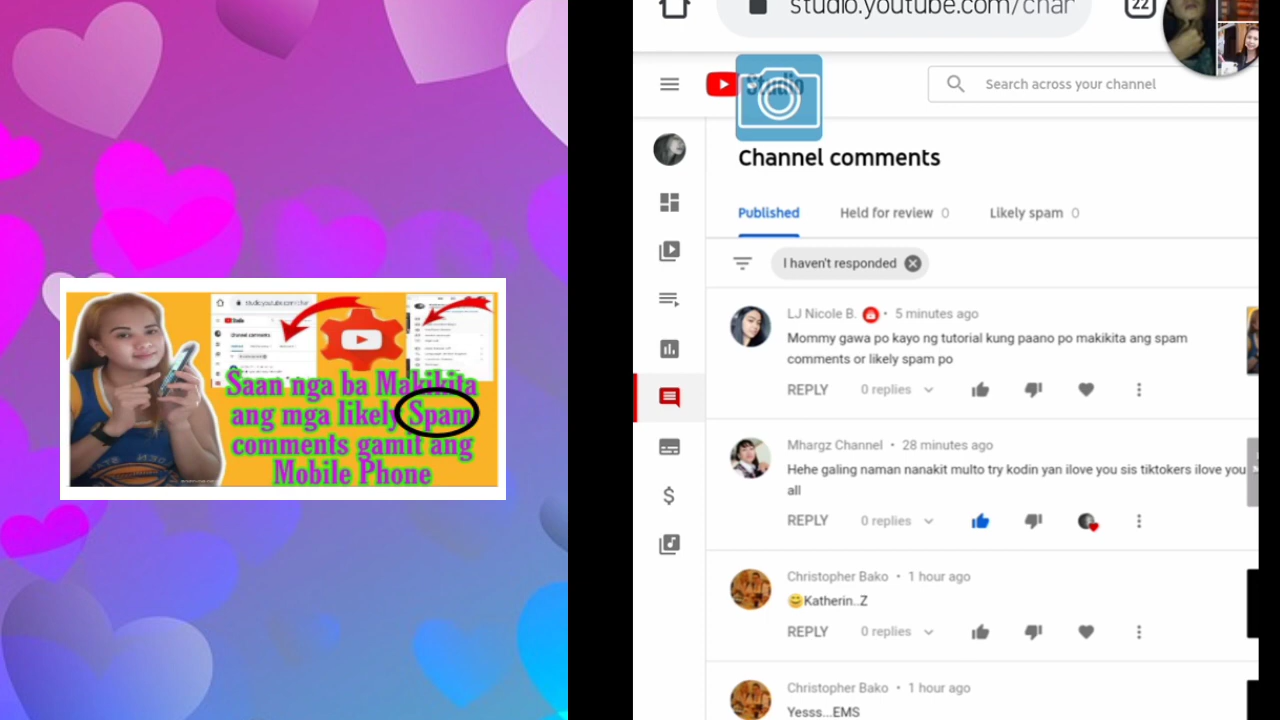 Saan nga ba Makikita
ang mga likely Spam
comments gamit ang
Mobile Phone
Channel comments
studio.youtube.com/char
22
Studio
Search across your channel
Channel comments
Published
Held for review 0
Likely spam 0
I haven't responded
LJ Nicole B. • 5 minutes ago
Mommy gawa po kayo ng tutorial kung paano po makikita ang spam
comments or likely spam po
REPLY 0 replies
Mhargz Channel • 28 minutes ago
Hehe galing naman nanakit multo try kodin yan ilove you sis tiktokers ilove you
all
REPLY 0 replies
Christopher Bako • 1 hour ago
😊Katherin..Z
REPLY 0 replies
Christopher Bako • 1 hour ago
Yesss...EMS